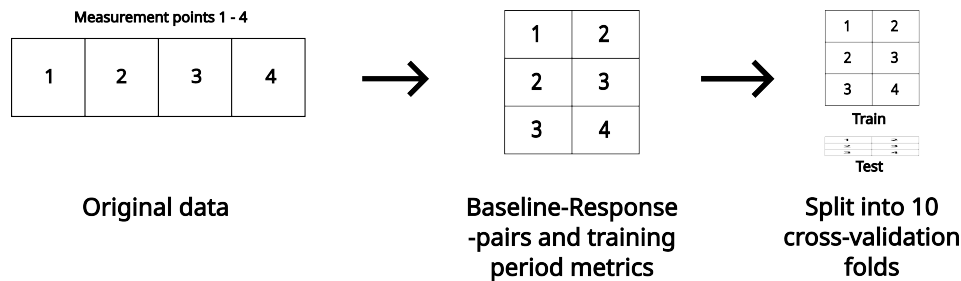 Measurement points 1 - 4
1 2 3 4
Original data
1 2
2 3
3 4
Baseline-Response
-pairs and training
period metrics
1 2
2 3
3 4
Train
Test
Split into 10
cross-validation
folds